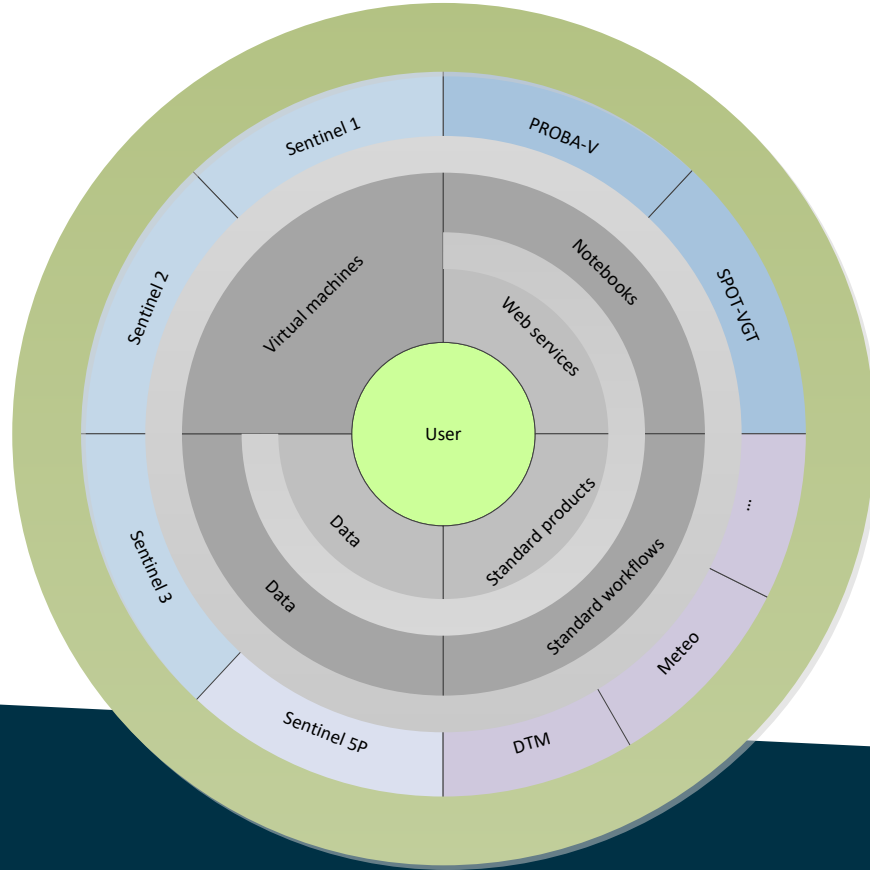 Sentinel 1
PROBA-V
Sentinel 2
Virtual machines
Notebooks
SPOT-VGT
Web services
User
Data
Standard products
...
Sentinel 3
Data
Standard workflows
Meteo
Sentinel 5P
DTM